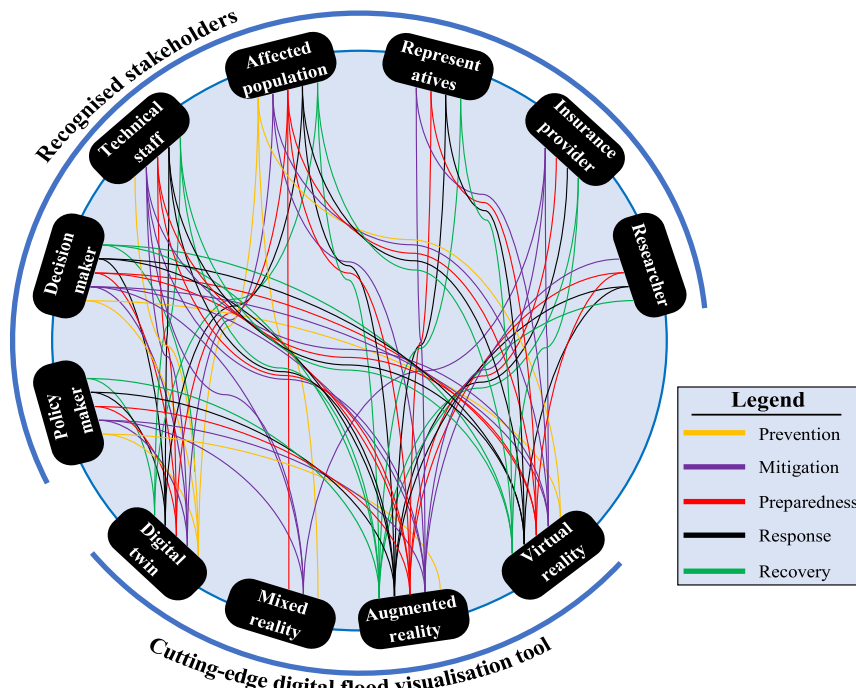 Recognised stakeholders
Affected
population
Represent
atives
Insurance
provider
Technical
staff
Decision
maker
Researcher
Policy
maker
Digital
twin
Mixed
reality
Augmented
reality
Virtual
reality
Cutting-edge digital flood visualisation tool
Legend
Prevention
Mitigation
Preparedness
Response
Recovery